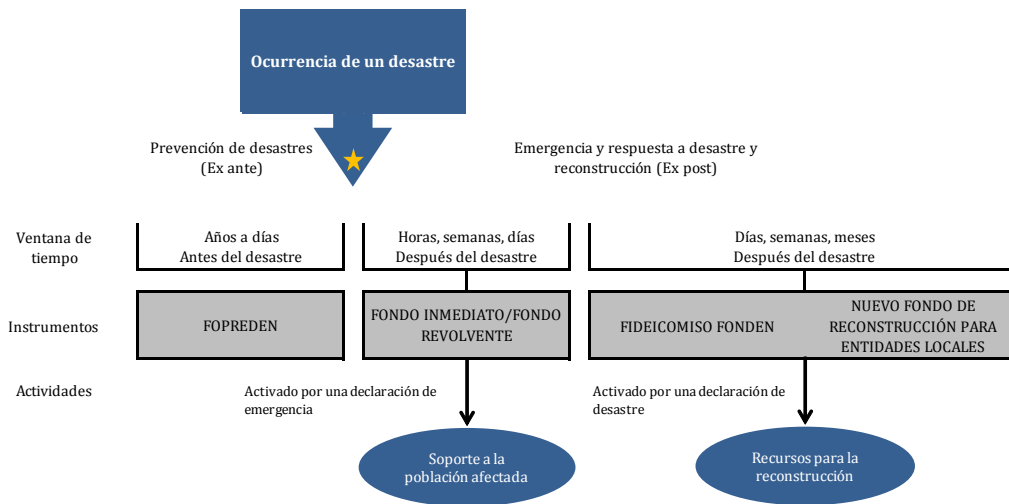 Ocurrencia de un desastre
Prevención de desastres
(Ex ante)
Emergencia y respuesta a desastre y
reconstrucción (Ex post)
Ventana de
tiempo
Años a días
Antes del desastre
Horas, semanas, días
Después del desastre
Días, semanas, meses
Después del desastre
Instrumentos
FOPREDEN
FONDO INMEDIATO/FONDO
REVOLVENTE
FIDEICOMISO FONDEN
NUEVO FONDO DE
RECONSTRUCCIÓN PARA
ENTIDADES LOCALES
Actividades
Activado por una declaración de
emergencia
Activado por una declaración de
desastre
Soporte a la
población afectada
Recursos para la
reconstrucción